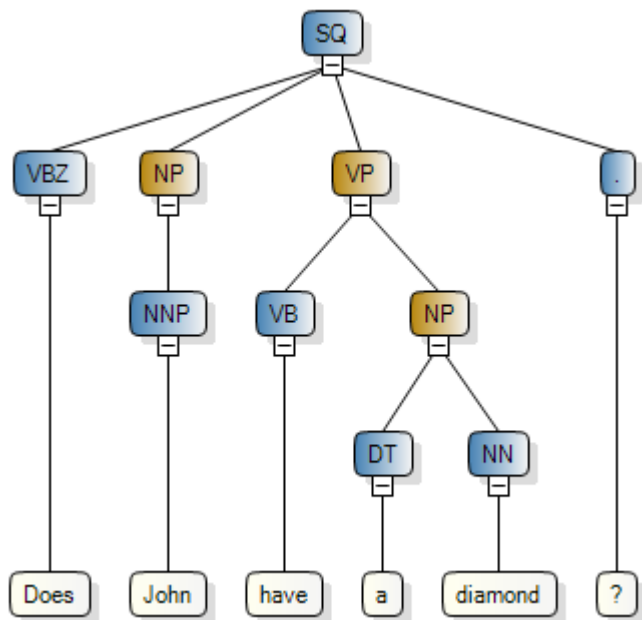 SQ
VBZ NP VP .
NNP VB NP
DT NN
Does John have a diamond ?